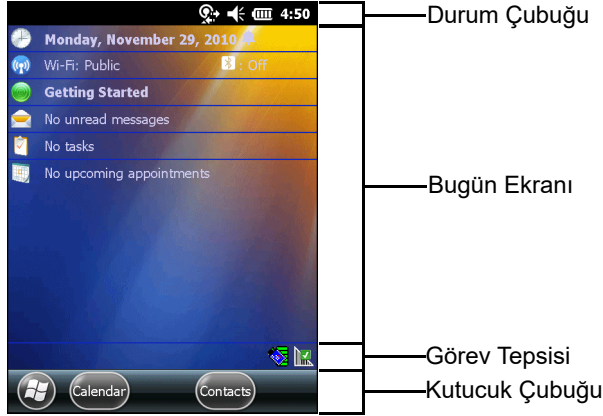 4:50
Durum Çubuğu
Monday, November 29, 2010
Wi-Fi: Public : Off
Getting Started
No unread messages
No tasks
No upcoming appointments
Bugün Ekranı
Görev Tepsisi
Calendar Contacts
Kutucuk Çubuğu